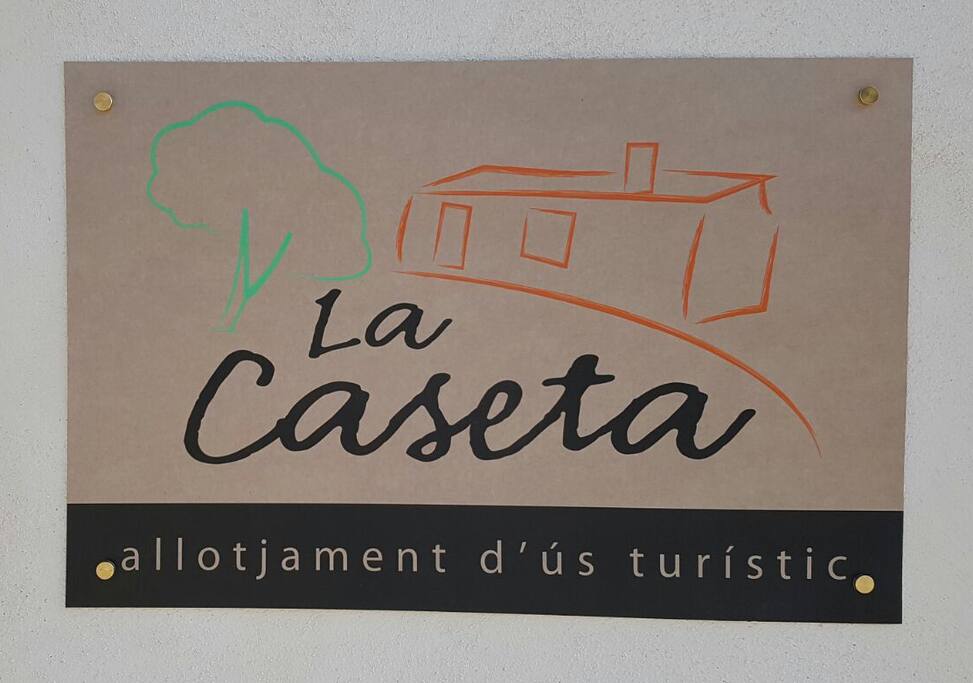 La
Caseta
allotjament d'ús turístic